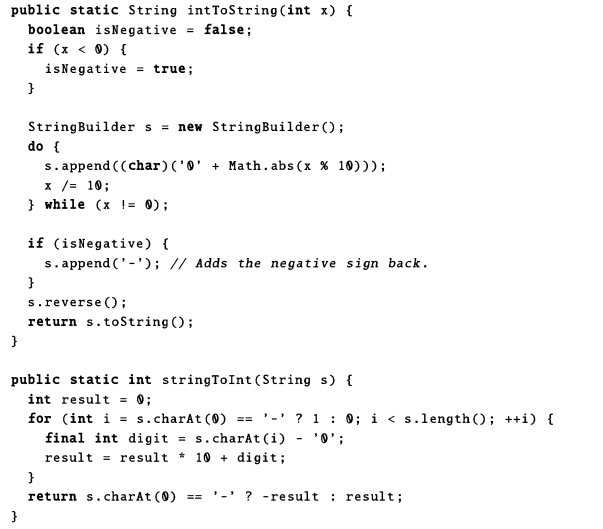 public static String intToString(int x) {
  boolean isNegative = false;
  if (x < 0) {
    isNegative = true;
  }

  StringBuilder s = new StringBuilder();
  do {
    s.append((char)('0' + Math.abs(x % 10)));
    x /= 10;
  } while (x != 0);

  if (isNegative) {
    s.append('-'); // Adds the negative sign back.
  }
  s.reverse();
  return s.toString();
}

public static int stringToInt(String s) {
  int result = 0;
  for (int i = s.charAt(0) == '-' ? 1 : 0; i < s.length(); ++i) {
    final int digit = s.charAt(i) - '0';
    result = result * 10 + digit;
  }
  return s.charAt(0) == '-' ? -result : result;
}